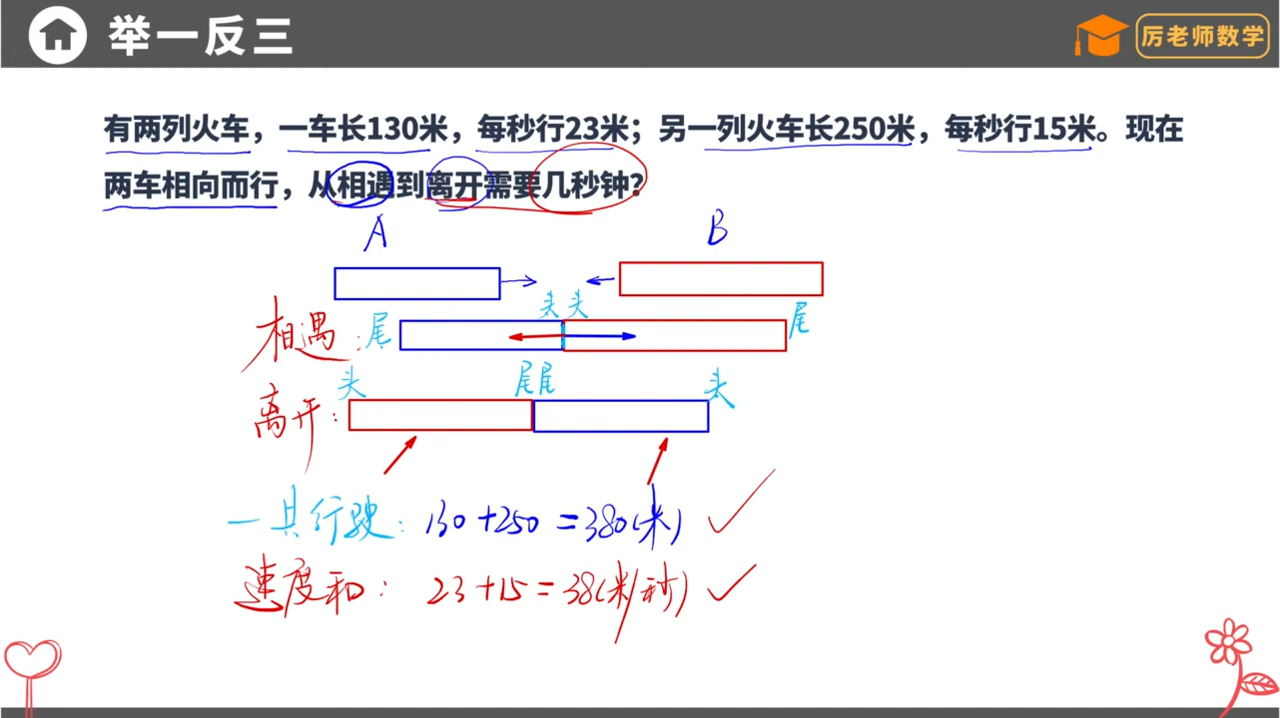 举一反三
厉老师数学
有两列火车，一车长130米，每秒行23米；另一列火车长250米，每秒行15米。现在
两车相向而行，从相遇到离开需要几秒钟？
A B
头头
相遇：尾 尾
头 尾尾 头
离开：
一共行驶：130+250=380(米)
速度和：23+15=38(米/秒)